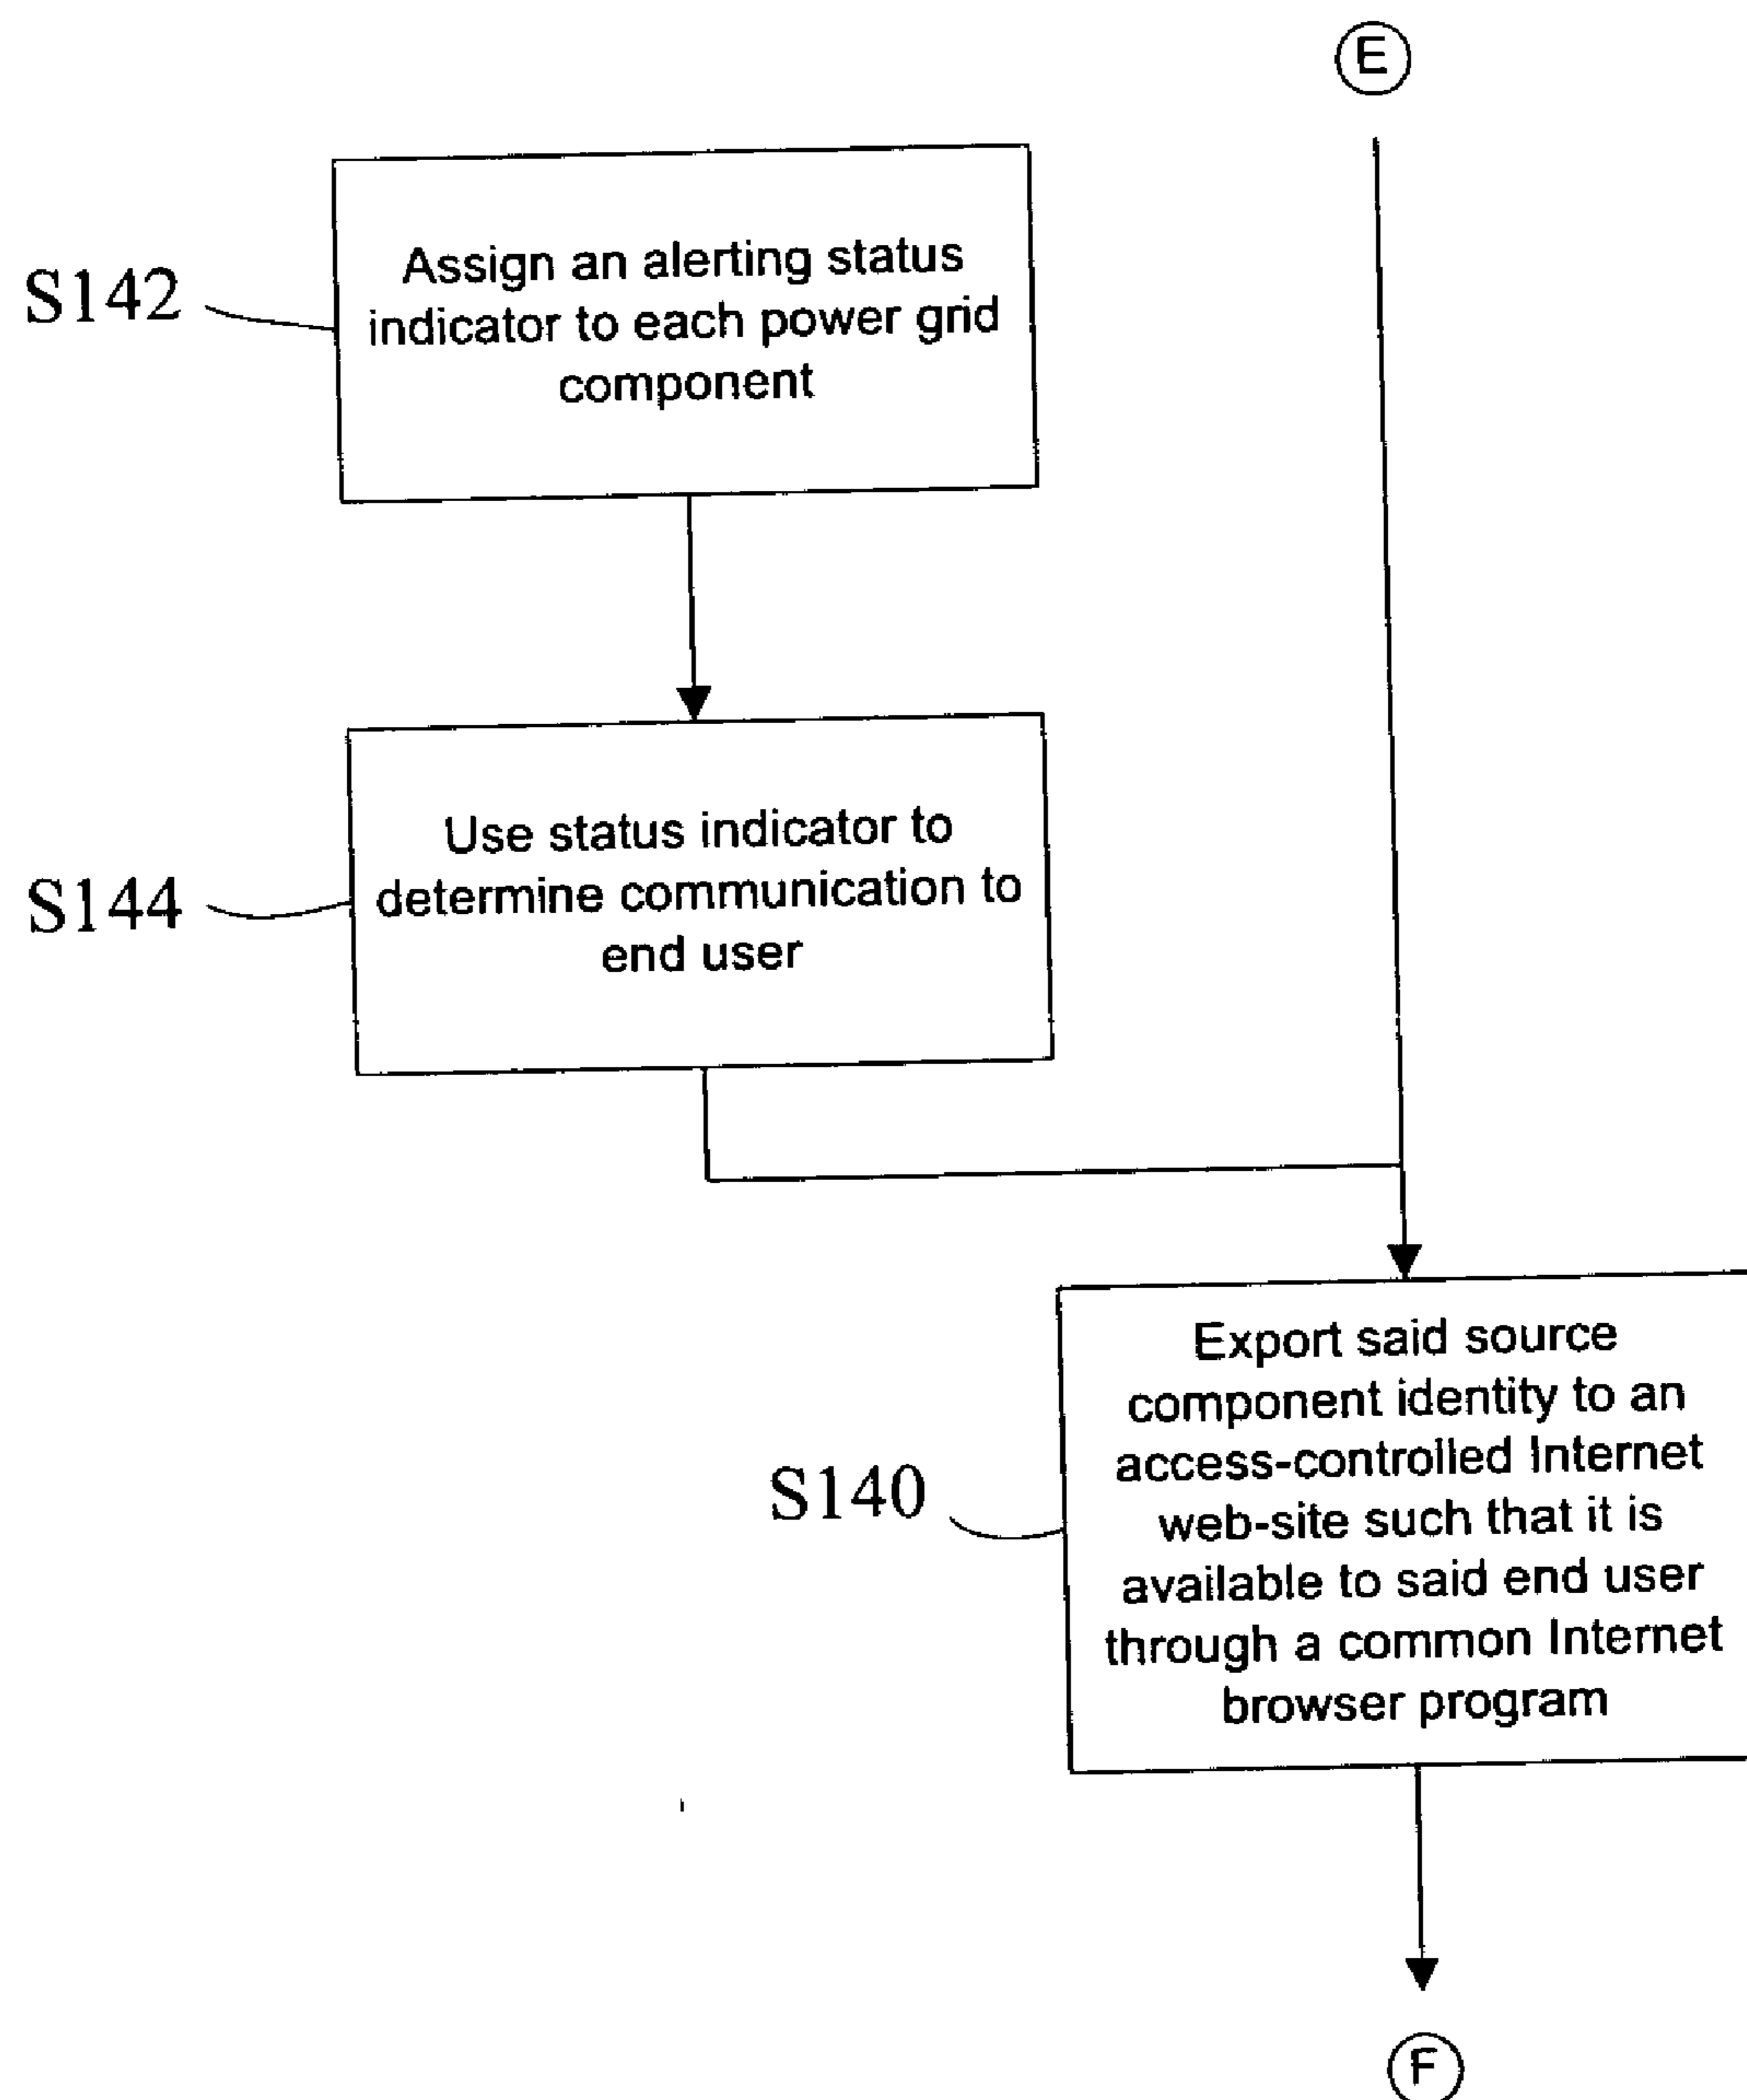 E
S142
Assign an alerting status
indicator to each power grid
component
S144
Use status indicator to
determine communication to
end user
S140
Export said source
component identity to an
access-controlled Internet
web-site such that it is
available to said end user
through a common Internet
browser program
F